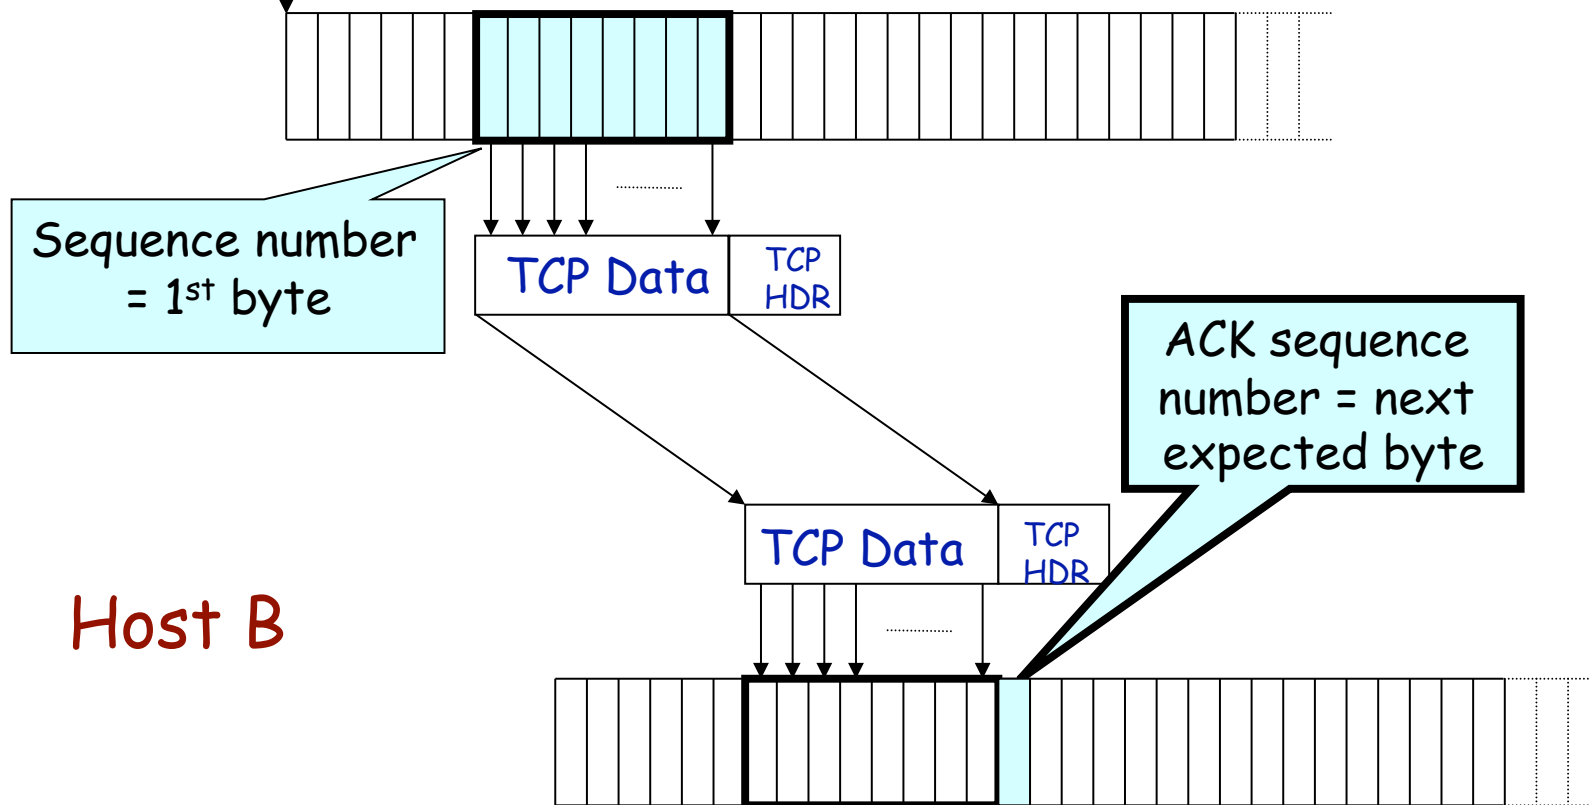 Sequence number
= 1st byte
TCP Data
TCP
HDR
ACK sequence
number = next
expected byte
TCP Data
TCP
HDR
Host B